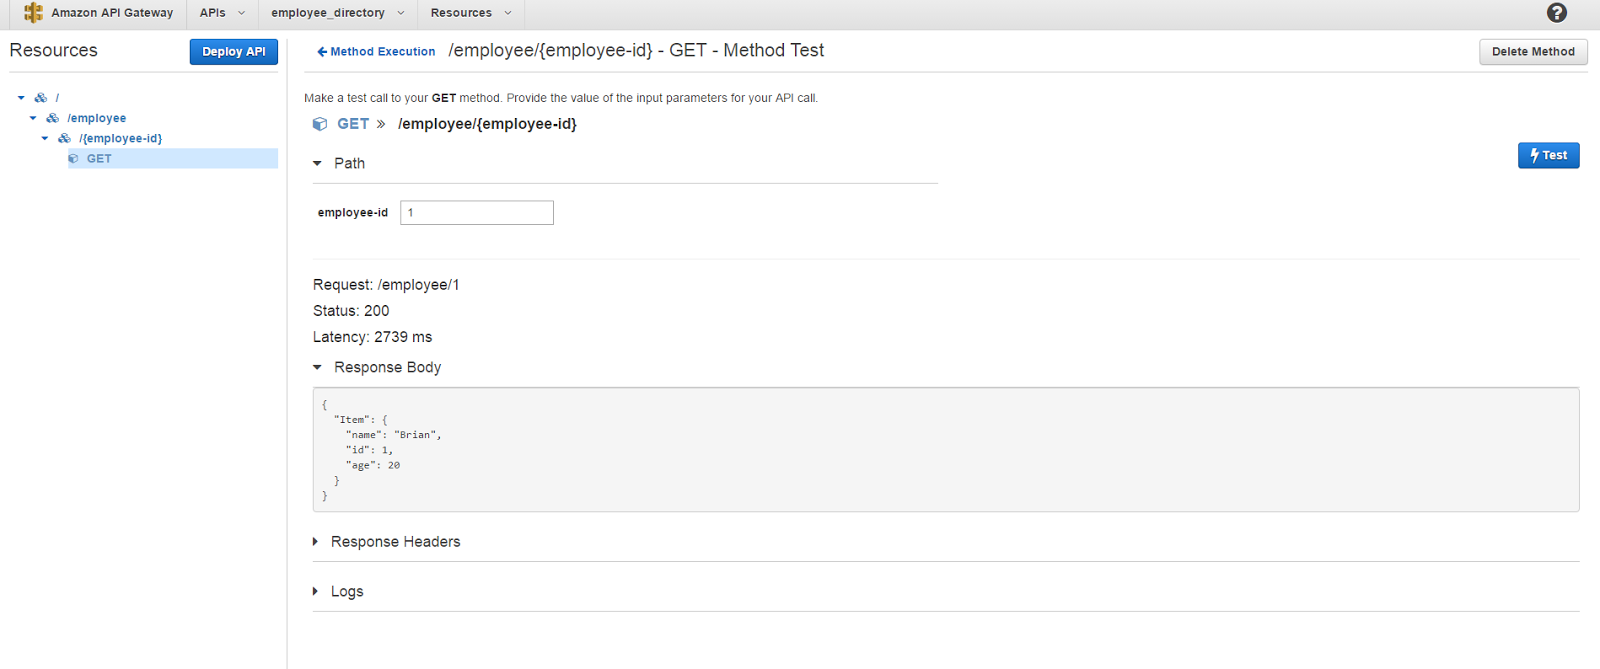 Amazon API Gateway APIs employee_directory Resources ?
Resources Deploy API Method Execution /employee/{employee-id} - GET - Method Test Delete Method
Make a test call to your GET method. Provide the value of the input parameters for your API call.
/
/employee
GET » /employee/{employee-id}
/{employee-id}
GET
Path
Test
employee-id 1
Request: /employee/1
Status: 200
Latency: 2739 ms
Response Body
{
"Item": {
"name": "Brian",
"id": 1,
"age": 20
}
}
Response Headers
Logs